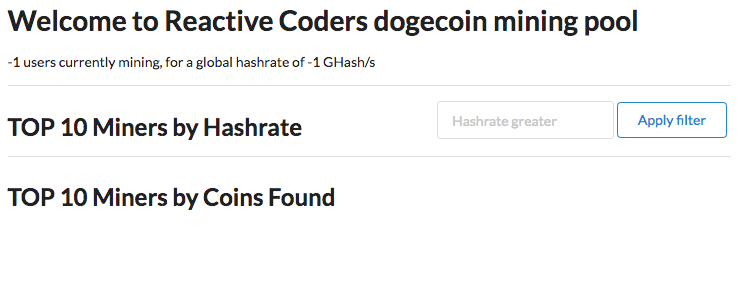 Welcome to Reactive Coders dogecoin mining pool
-1 users currently mining, for a global hashrate of -1 GHash/s
TOP 10 Miners by Hashrate
Hashrate greater
Apply filter
TOP 10 Miners by Coins Found